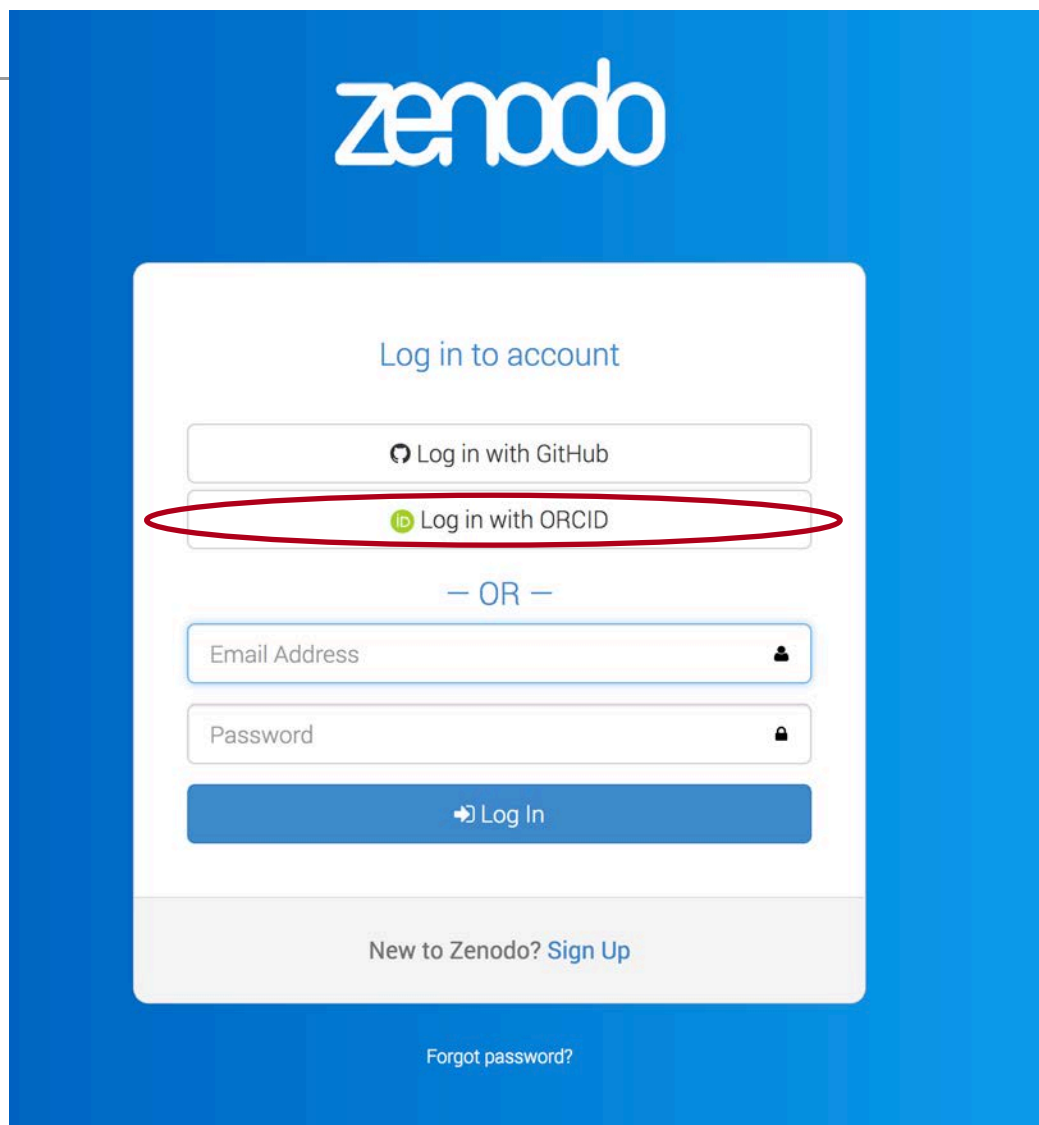 zenodo
Log in to account
Log in with GitHub
iD Log in with ORCID
— OR —
Email Address
Password
Log In
New to Zenodo? Sign Up
Forgot password?